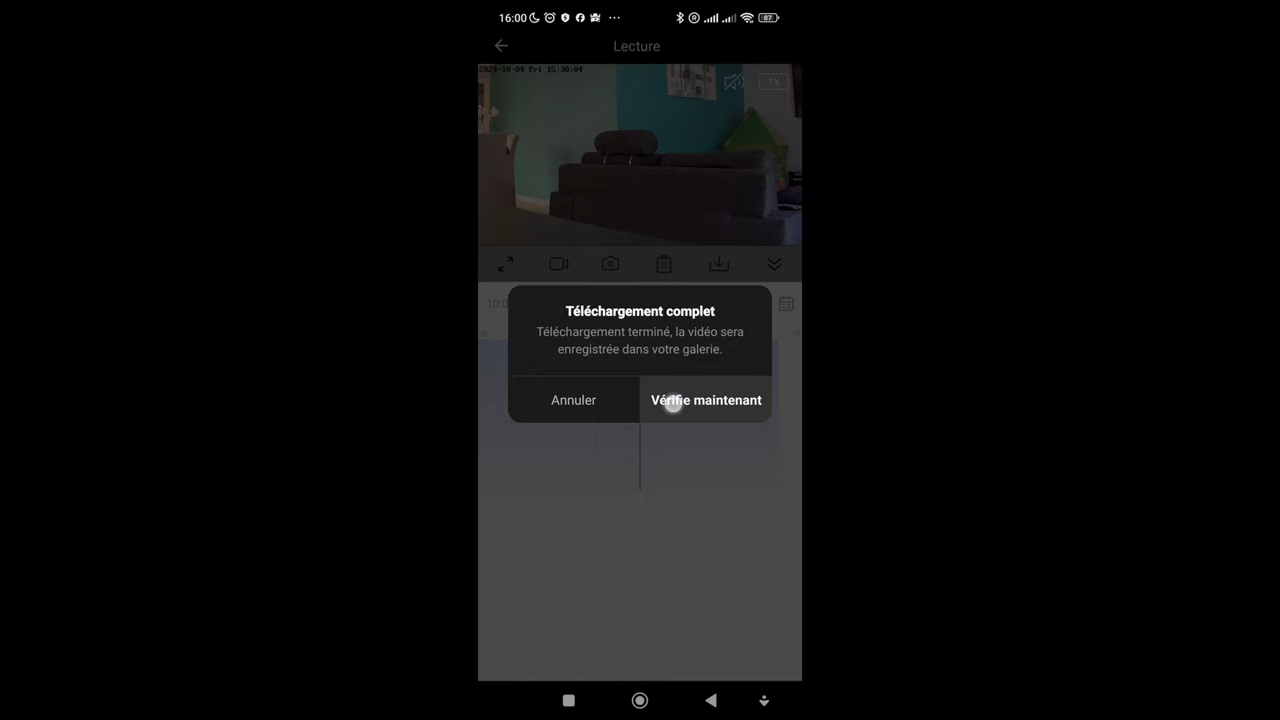 16:00
87
Lecture
2024-10-04 Fri 15:30:04
1X
Téléchargement complet
Téléchargement terminé, la vidéo sera
enregistrée dans votre galerie.
Annuler
Vérifie maintenant